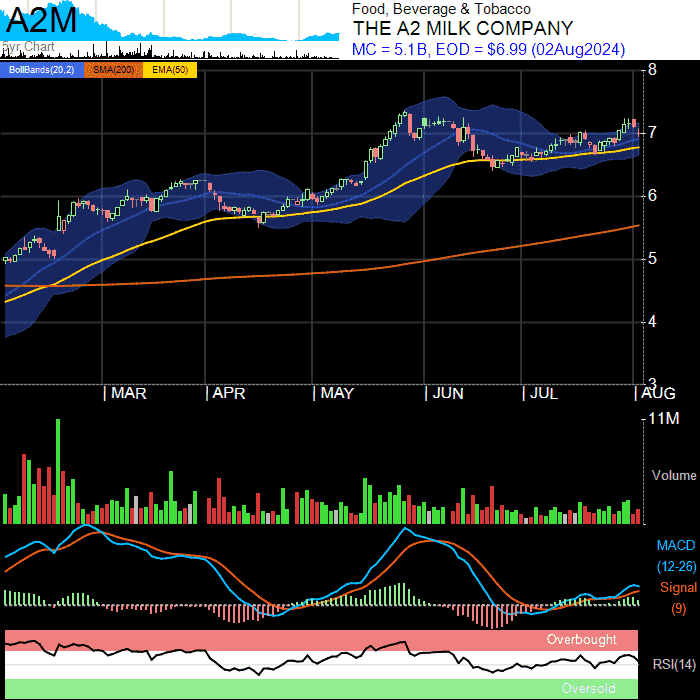 A2M
5yr Chart
Food, Beverage & Tobacco
THE A2 MILK COMPANY
MC = 5.1B, EOD = $6.99 (02Aug2024)
BollBands(20,2) SMA(200) EMA(50)
8
7
6
5
4
3
MAR APR MAY JUN JUL AUG
11M
Volume
MACD
(12-26)
Signal
(9)
Overbought
RSI(14)
Oversold